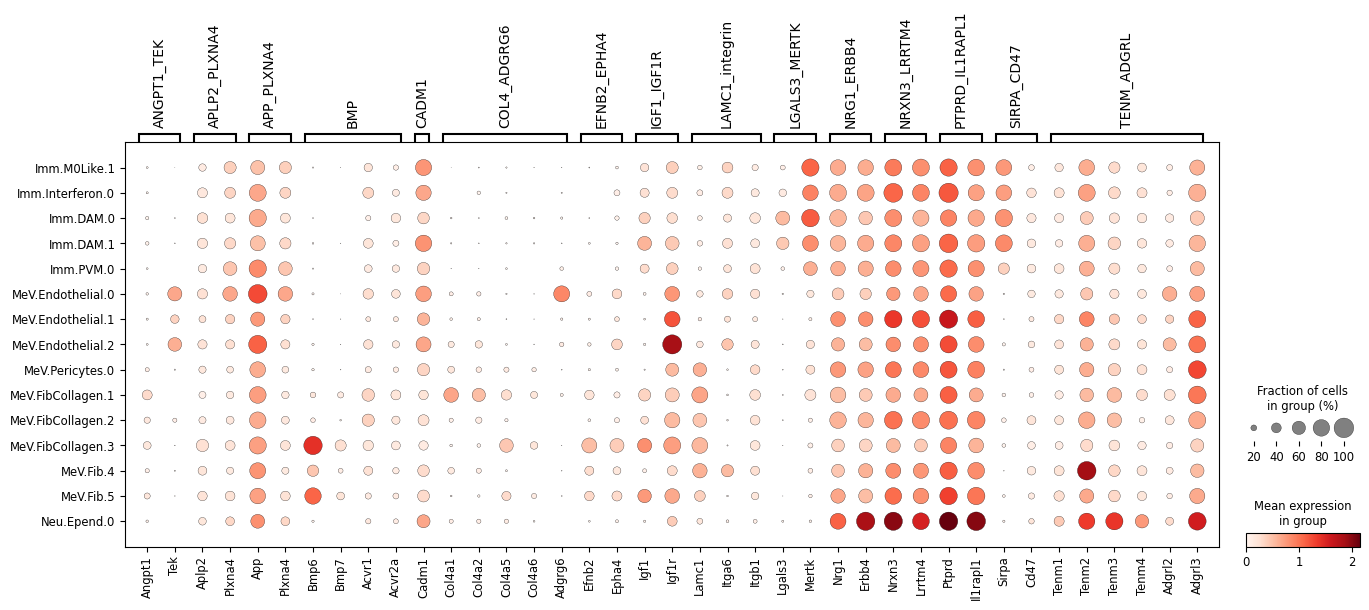 ANGPT1_TEK
APLP2_PLXNA4
APP_PLXNA4
BMP
CADM1
COL4_ADGRG6
EFNB2_EPHA4
IGF1_IGF1R
LAMC1_integrin
LGALS3_MERTK
NRG1_ERBB4
NRXN3_LRRTM4
PTPRD_IL1RAPL1
SIRPA_CD47
TENM_ADGRL
Imm.M0Like.1
Imm.Interferon.0
Imm.DAM.0
Imm.DAM.1
Imm.PVM.0
MeV.Endothelial.0
MeV.Endothelial.1
MeV.Endothelial.2
MeV.Pericytes.0
MeV.FibCollagen.1
MeV.FibCollagen.2
MeV.FibCollagen.3
MeV.Fib.4
MeV.Fib.5
Neu.Epend.0
Angpt1
Tek
Aplp2
Plxna4
App
Plxna4
Bmp6
Bmp7
Acvr1
Acvr2a
Cadm1
Col4a1
Col4a2
Col4a5
Col4a6
Adgrg6
Efnb2
Epha4
Igf1
Igf1r
Lamc1
Itga6
Itgb1
Lgals3
Mertk
Nrg1
Erbb4
Nrxn3
Lrrtm4
Ptprd
Il1rapl1
Sirpa
Cd47
Tenm1
Tenm2
Tenm3
Tenm4
Adgrl2
Adgrl3
Fraction of cells
in group (%)
20 40 60 80 100
Mean expression
in group
0 1 2